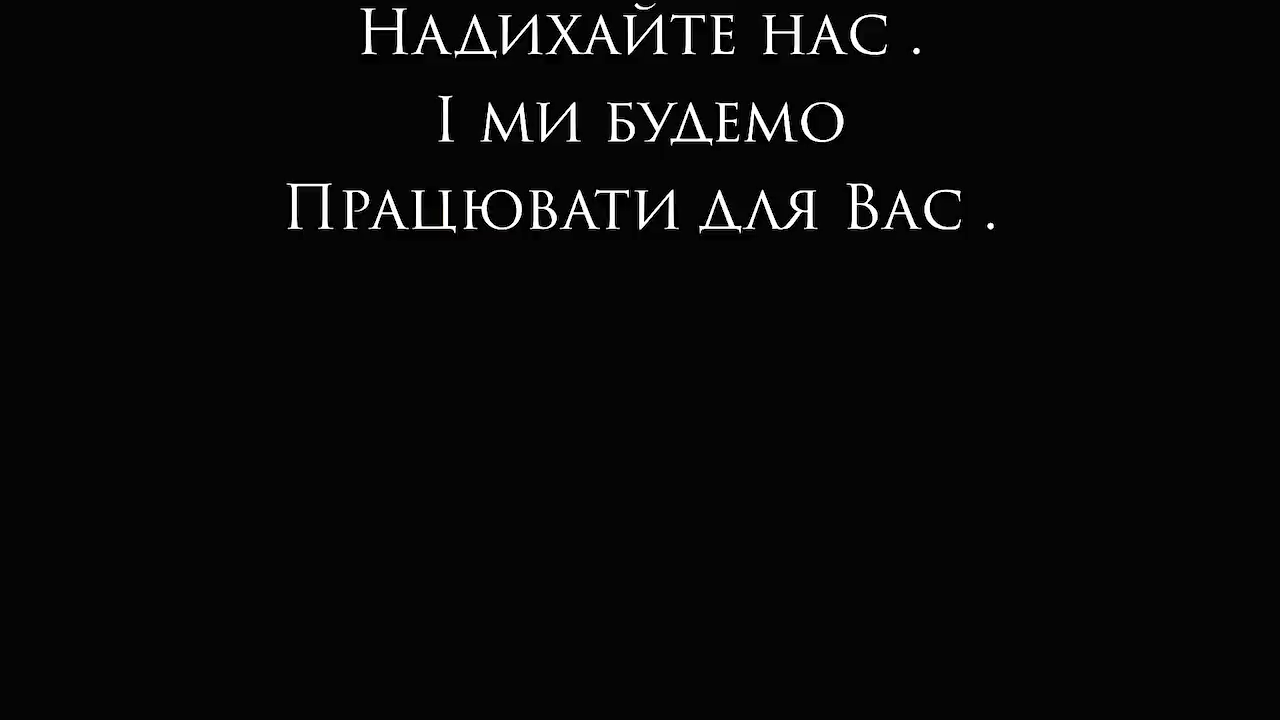 Надихайте нас .
І ми будемо
Працювати для Вас .